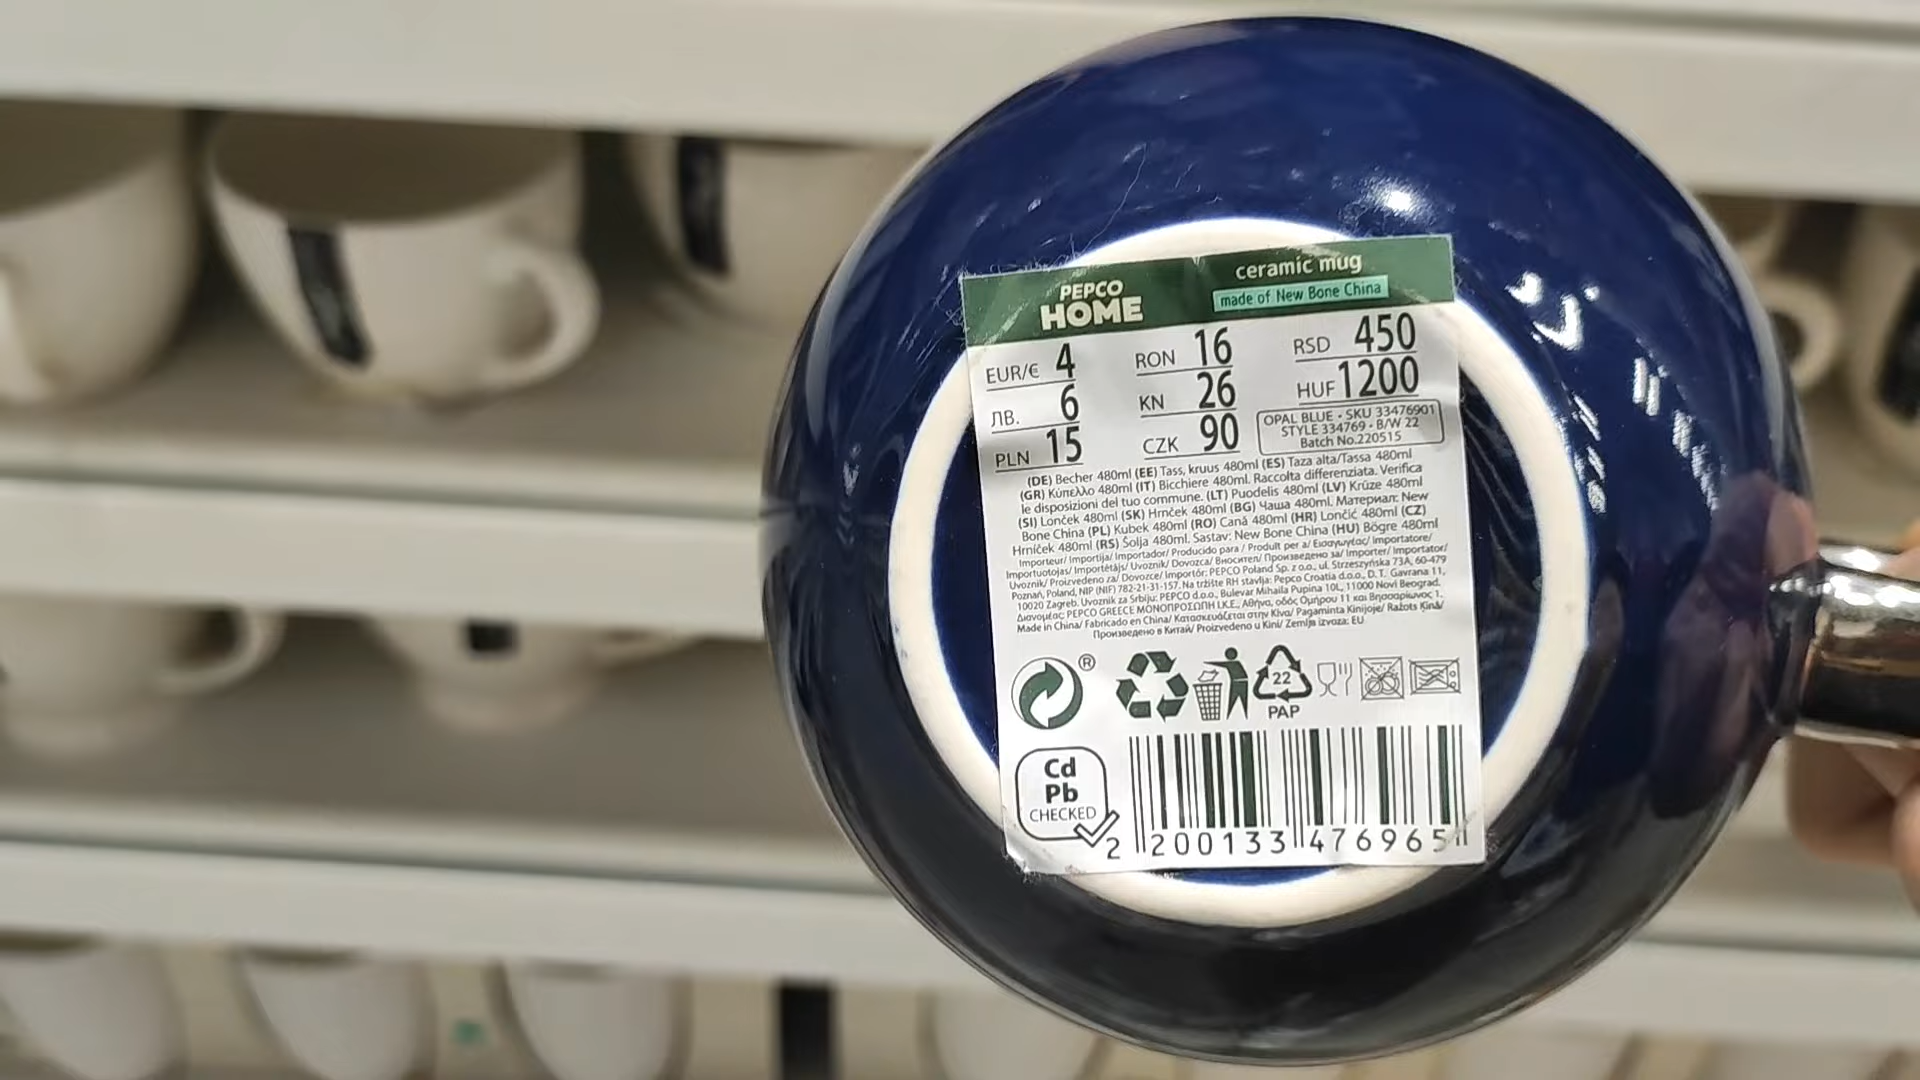 PEPCO
HOME
ceramic mug
made of New Bone China
EUR/€ 4
RON 16
RSD 450
ЛВ. 6
KN 26
HUF 1200
PLN 15
CZK 90
OPAL BLUE - SKU 33476901
STYLE 334769 - B/W 22
Batch No.220515
(DE) Becher 480ml (EE) Tass, kruus 480ml (ES) Taza alta/Tassa 480ml
(GR) Κύπελλο 480ml (IT) Bicchiere 480ml. Raccolta differenziata. Verifica
le disposizioni del tuo commune. (LT) Puodelis 480ml (LV) Krūze 480ml
(SI) Lonček 480ml (SK) Hrnček 480ml (BG) Чаша 480ml. Материал: New
Bone China (PL) Kubek 480ml (RO) Cană 480ml (HR) Lončić 480ml (CZ)
Hrníček 480ml (RS) Šolja 480ml. Sastav: New Bone China (HU) Bögre 480ml
Importeur/ Importija/ Importador/ Producido para / Produït per a/ Εισαγωγέας/ Importatore/
Importuotojas/ Importētājs/ Uvoznik/ Dovozca/ Вносител/ Произведено за/ Importer/ Importator/
Uvoznik/ Proizvedeno za/ Dovozce/ Importőr: PEPCO Poland Sp. z o.o., ul. Strzeszyńska 73A, 60-479
Poznań, Poland, NIP (NIF) 782-21-31-157. Na tržište RH stavlja: Pepco Croatia d.o.o., D. T. Gavrana 11,
10020 Zagreb. Uvoznik za Srbiju: PEPCO d.o.o., Bulevar Mihaila Pupina 10L, 11000 Novi Beograd.
Διανομέας PEPCO GREECE ΜΟΝΟΠΡΟΣΩΠΗ Ι.Κ.Ε., Αθήνα, οδός Ομήρου 11 και Βησσαρίωνος 1.
Made in China/ Fabricado en China/ Κατασκευάζεται στην Κίνα/ Pagaminta Kinijoje/ Ražots Ķīnā/
Произведено в Китай/ Proizvedeno u Kini/ Zemlja izvoza: EU
®
22
PAP
Cd
Pb
CHECKED
2 200133 476965